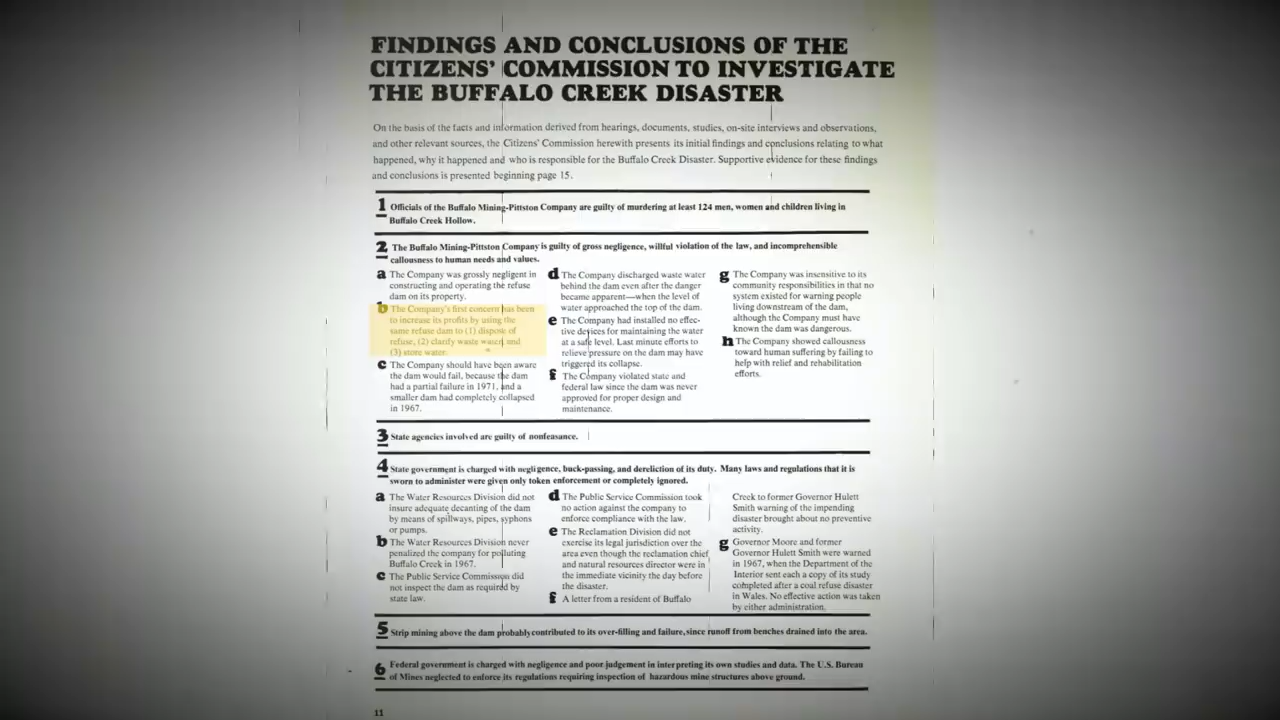 FINDINGS AND CONCLUSIONS OF THE
CITIZENS' COMMISSION TO INVESTIGATE
THE BUFFALO CREEK DISASTER
On the basis of the facts and information derived from hearings, documents, studies, on-site interviews and observations,
and other relevant sources, the Citizens' Commission herewith presents its initial findings and conclusions relating to what
happened, why it happened and who is responsible for the Buffalo Creek Disaster. Supportive evidence for these findings
and conclusions is presented beginning page 15.
1 Officials of the Buffalo Mining-Pittston Company are guilty of murdering at least 124 men, women and children living in
Buffalo Creek Hollow.
2 The Buffalo Mining-Pittston Company is guilty of gross negligence, willful violation of the law, and incomprehensible
callousness to human needs and values.
a The Company was grossly negligent in
constructing and operating the refuse
dam on its property.
b The Company's first concern has been
to increase its profits by using the
same refuse dam to (1) dispose of
refuse, (2) clarify waste water, and
(3) store water.
c The Company should have been aware
the dam would fail, because the dam
had a partial failure in 1971, and a
smaller dam had completely collapsed
in 1967.
d The Company discharged waste water
behind the dam even after the danger
became apparent—when the level of
water approached the top of the dam.
e The Company had installed no effec-
tive devices for maintaining the water
at a safe level. Last minute efforts to
relieve pressure on the dam may have
triggered its collapse.
f The Company violated state and
federal law since the dam was never
approved for proper design and
maintenance.
g The Company was insensitive to its
community responsibilities in that no
system existed for warning people
living downstream of the dam,
although the Company must have
known the dam was dangerous.
h The Company showed callousness
toward human suffering by failing to
help with relief and rehabilitation
efforts.
3 State agencies involved are guilty of nonfeasance.
4 State government is charged with negligence, buck-passing, and dereliction of its duty. Many laws and regulations that it is
sworn to administer were given only token enforcement or completely ignored.
a The Water Resources Division did not
insure adequate decanting of the dam
by means of spillways, pipes, syphons
or pumps.
b The Water Resources Division never
penalized the company for polluting
Buffalo Creek in 1967.
c The Public Service Commission did
not inspect the dam as required by
state law.
d The Public Service Commission took
no action against the company to
enforce compliance with the law.
e The Reclamation Division did not
exercise its legal jurisdiction over the
area even though the reclamation chief
and natural resources director were in
the immediate vicinity the day before
the disaster.
f A letter from a resident of Buffalo
Creek to former Governor Hulett
Smith warning of the impending
disaster brought about no preventive
activity.
g Governor Moore and former
Governor Hulett Smith were warned
in 1967, when the Department of the
Interior sent each a copy of its study
completed after a coal refuse disaster
in Wales. No effective action was taken
by either administration.
5 Strip mining above the dam probably contributed to its over-filling and failure, since runoff from benches drained into the area.
6 Federal government is charged with negligence and poor judgement in interpreting its own studies and data. The U.S. Bureau
of Mines neglected to enforce its regulations requiring inspection of hazardous mine structures above ground.
11